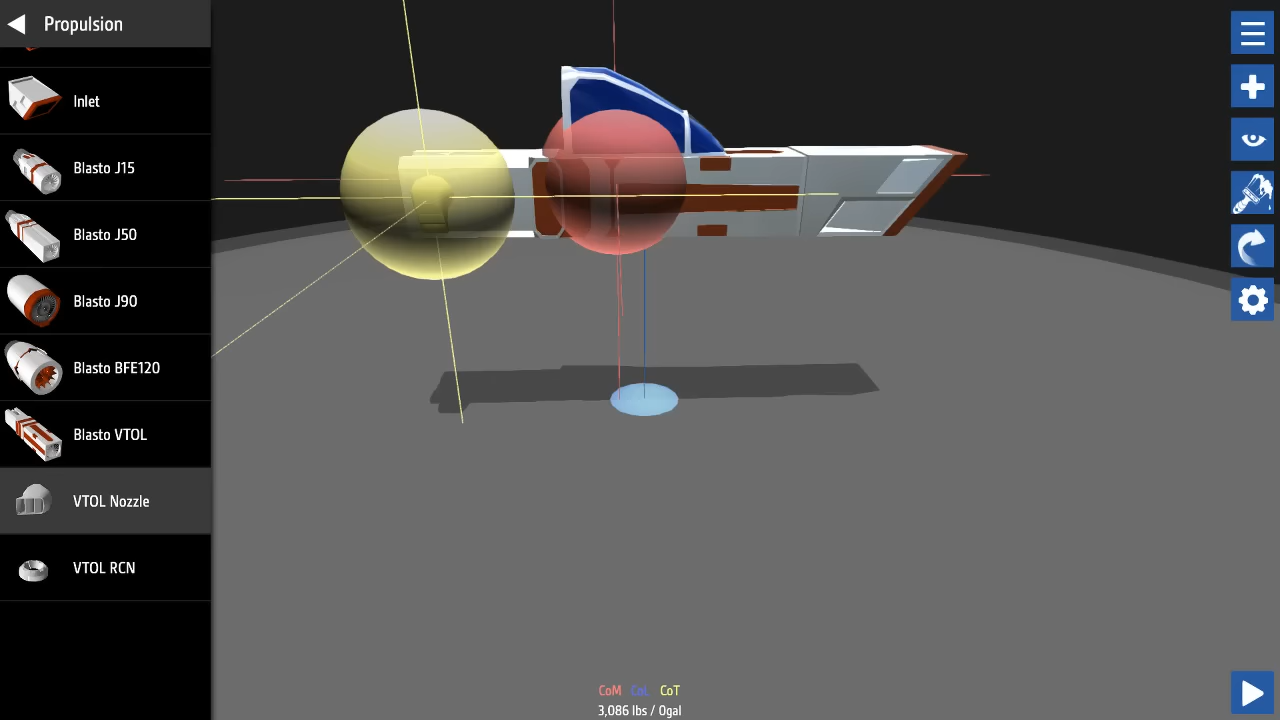 Propulsion
Inlet
Blasto J15
Blasto J50
Blasto J90
Blasto BFE120
Blasto VTOL
VTOL Nozzle
VTOL RCN
CoM CoL CoT
3,086 lbs / 0gal